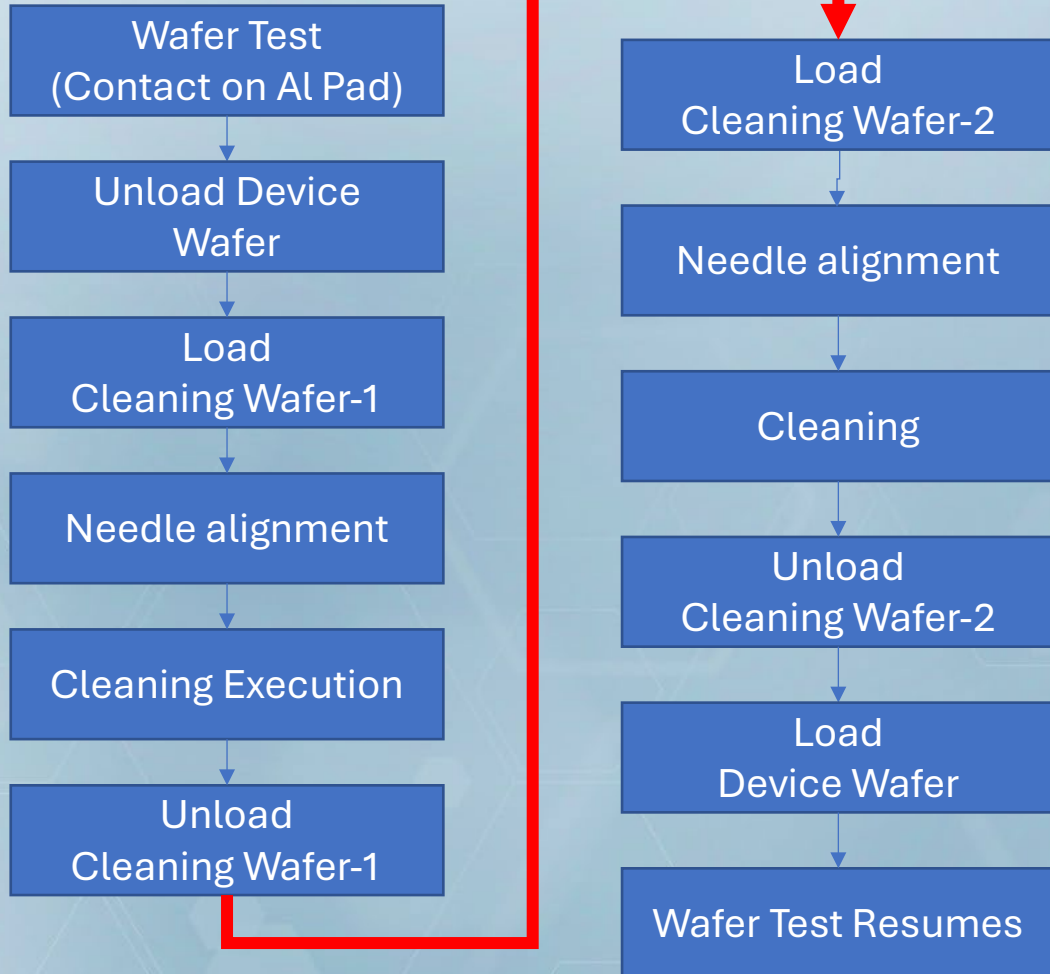 Wafer Test
(Contact on Al Pad)
Unload Device
Wafer
Load
Cleaning Wafer-1
Needle alignment
Cleaning Execution
Unload
Cleaning Wafer-1
Load
Cleaning Wafer-2
Needle alignment
Cleaning
Unload
Cleaning Wafer-2
Load
Device Wafer
Wafer Test Resumes